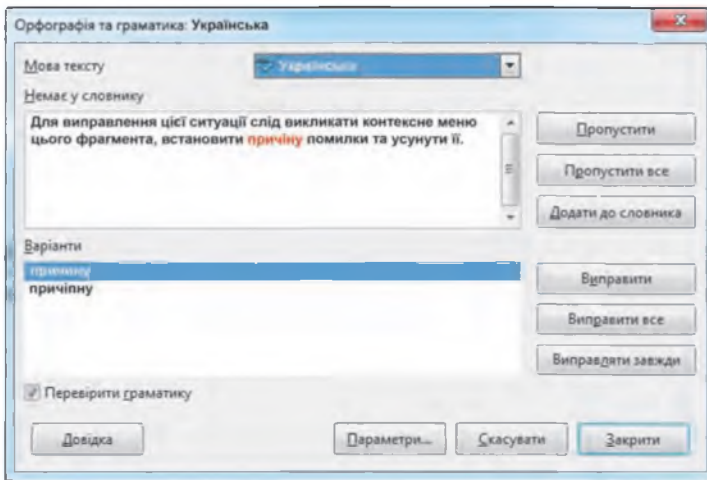 Орфографія та граматика: Українська
Мова тексту
Українська
Немає у словнику
Для виправлення цієї ситуації слід викликати контексне меню
цього фрагмента, встановити причіну помилки та усунути її.
Пропустити
Пропустити все
Додати до словника
Варіанти
причину
причіпну
Виправити
Виправити все
Виправляти завжди
Перевірити граматику
Довідка
Параметри...
Скасувати
Закрити